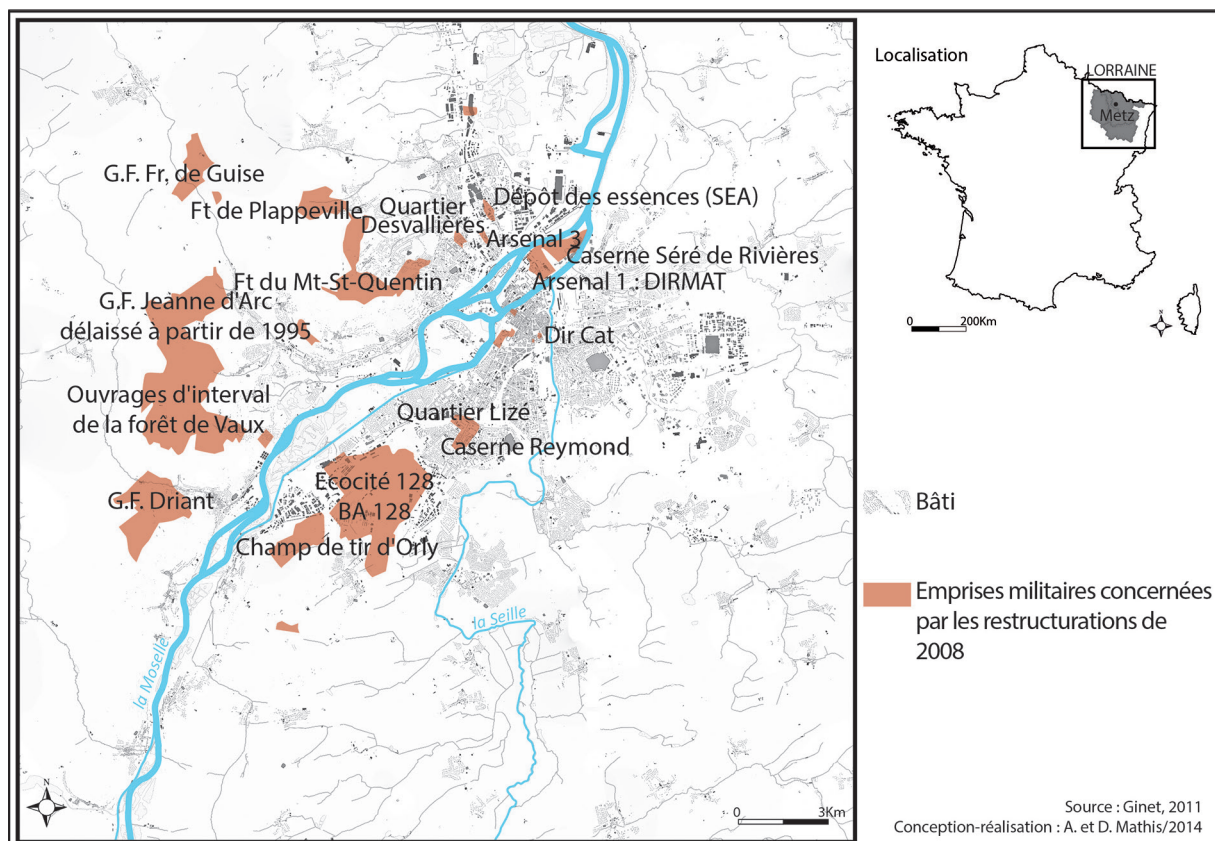 G.F. Fr, de Guise
Ft de Plappeville
Quartier
Desvallières
Dépôt des essences (SEA)
Arsenal 3
Caserne Séré de Rivières
Ft du Mt-St-Quentin
Arsenal 1 : DIRMAT
G.F. Jeanne d'Arc
délaissé à partir de 1995
Dir Cat
Ouvrages d'interval
de la forêt de Vaux
Quartier Lizé
Caserne Reymond
G.F. Driant
Ecocité 128
BA 128
Champ de tir d'Orly
la Moselle
la Seille
N
0 3Km
Localisation
LORRAINE
Metz
0 200Km
N
Bâti
Emprises militaires concernées
par les restructurations de
2008
Source : Ginet, 2011
Conception-réalisation : A. et D. Mathis/2014